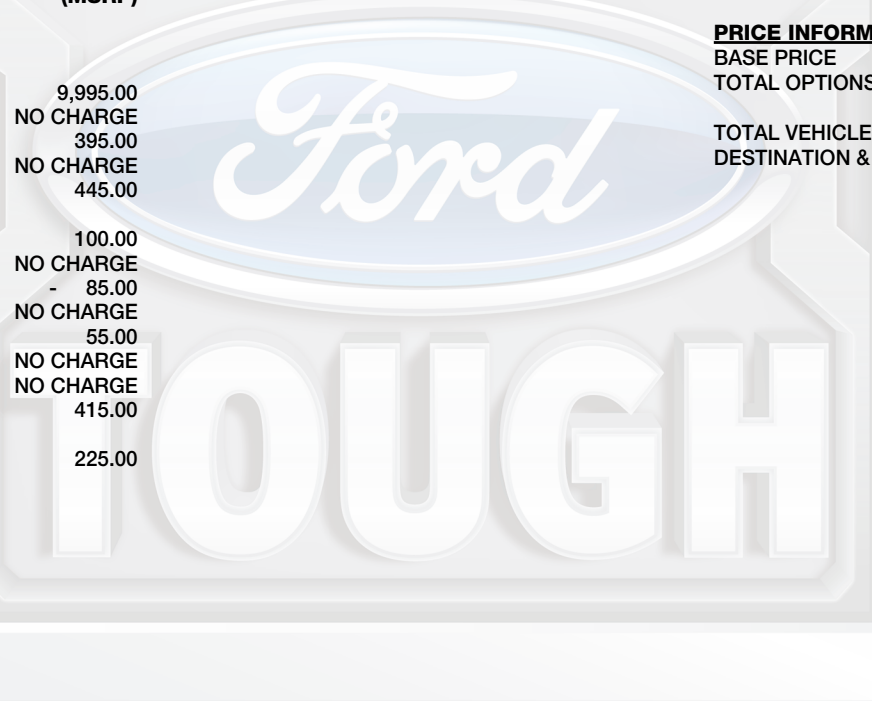 (MSRP)
9,995.00
NO CHARGE
395.00
NO CHARGE
445.00
100.00
NO CHARGE
- 85.00
NO CHARGE
55.00
NO CHARGE
NO CHARGE
415.00
225.00
PRICE INFORM
BASE PRICE
TOTAL OPTIONS
TOTAL VEHICLE
DESTINATION &
Ford
TOUGH